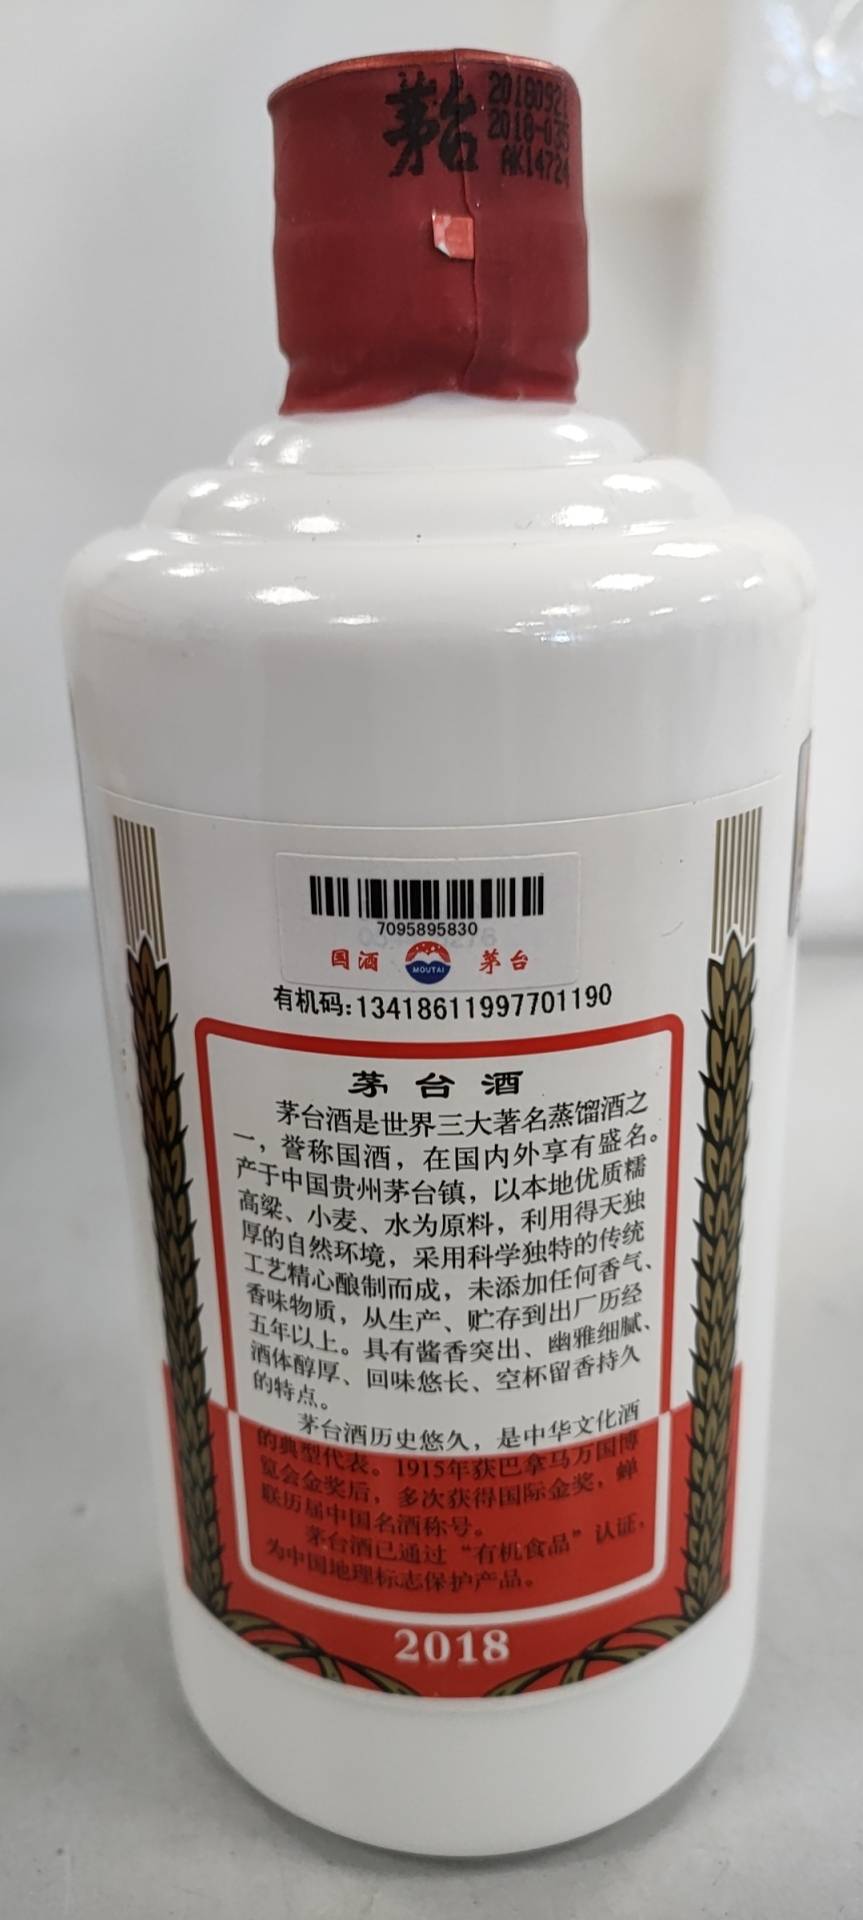 茅台
20180921
2018-035
AK14724
7095895830
国酒
MOUTAI
茅台
有机码:13418611997701190
茅台酒
茅台酒是世界三大著名蒸馏酒之
一，誉称国酒，在国内外享有盛名。
产于中国贵州茅台镇，以本地优质糯
高粱、小麦、水为原料，利用得天独
厚的自然环境，采用科学独特的传统
工艺精心酿制而成，未添加任何香气、
香味物质，从生产、贮存到出厂历经
五年以上。具有酱香突出、幽雅细腻、
酒体醇厚、回味悠长、空杯留香持久
的特点。
茅台酒历史悠久，是中华文化酒
的典型代表。1915年获巴拿马万国博
览会金奖后，多次获得国际金奖，蝉
联历届中国名酒称号。
茅台酒已通过“有机食品”认证，
为中国地理标志保护产品。
2018